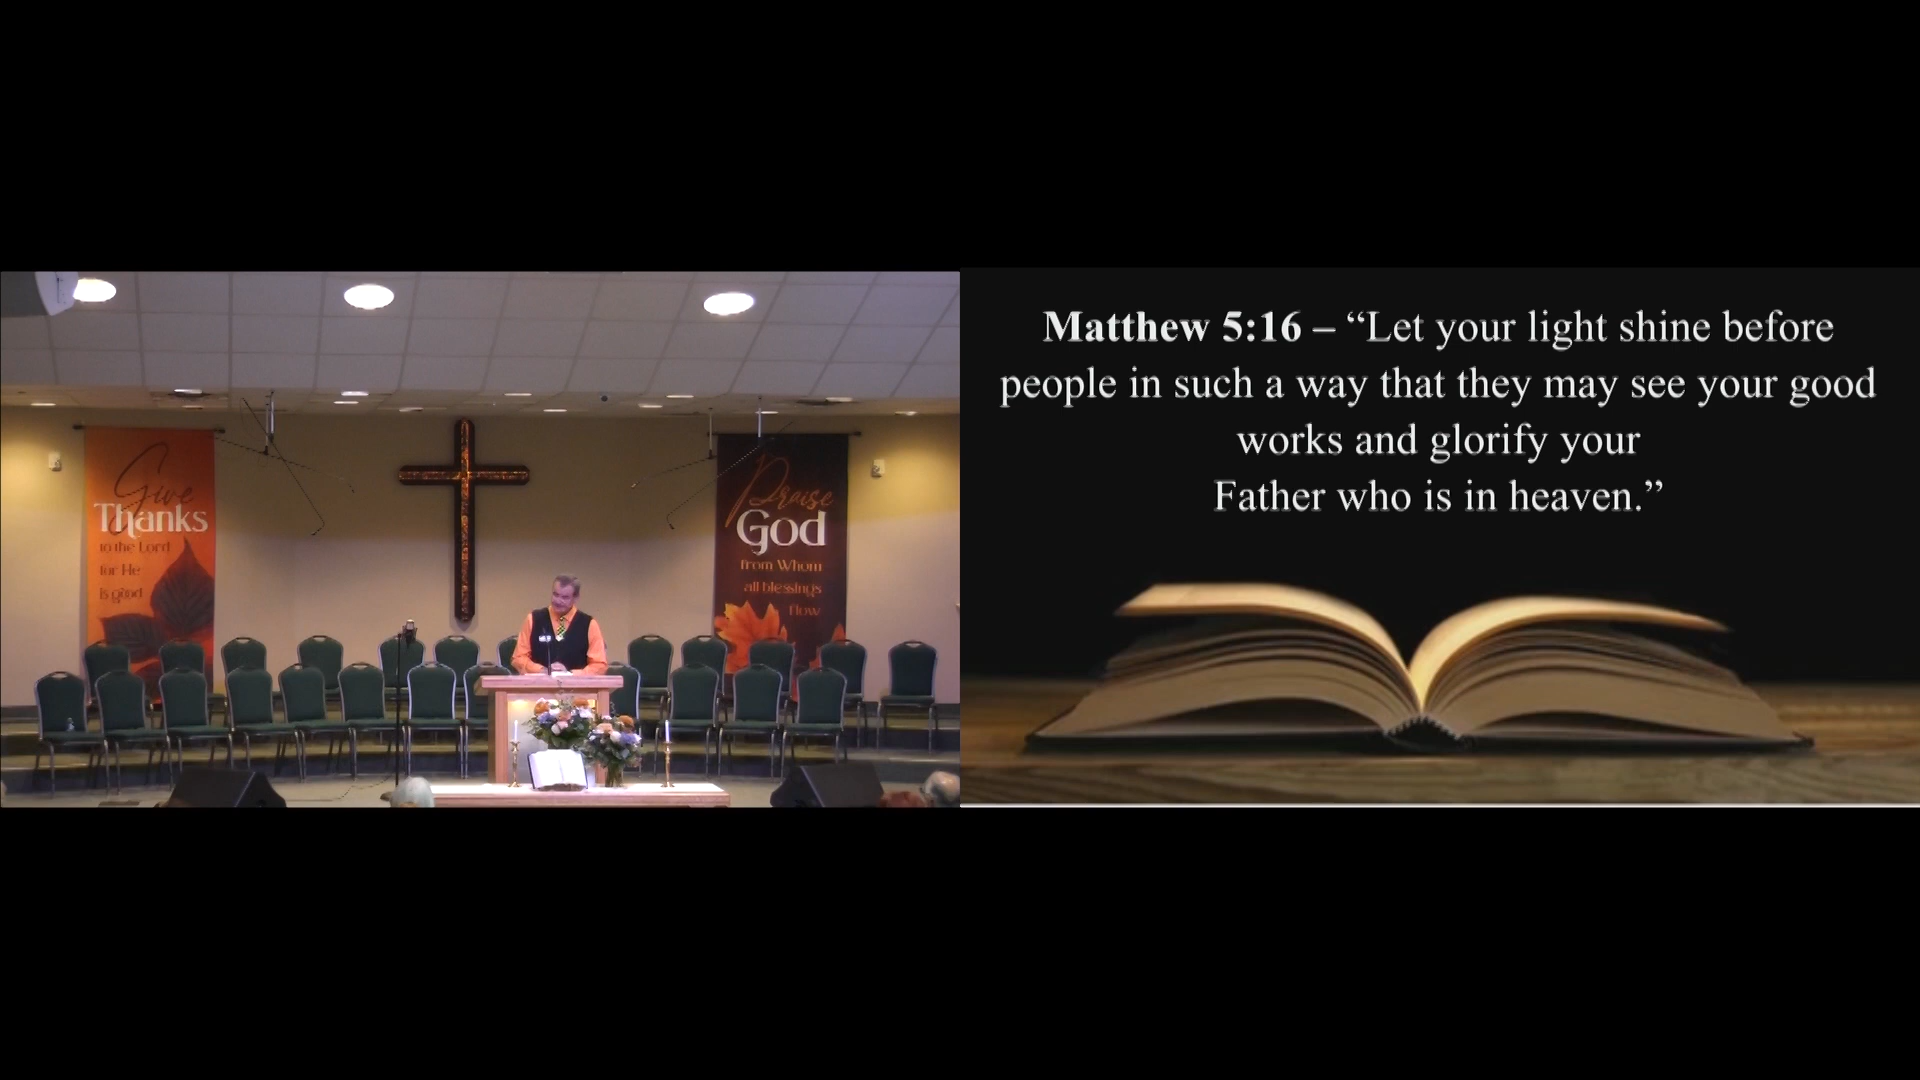 Give
Thanks
to the Lord
for He
is good
Praise
God
from Whom
all blessings
flow
Matthew 5:16 – “Let your light shine before
people in such a way that they may see your good
works and glorify your
Father who is in heaven.”